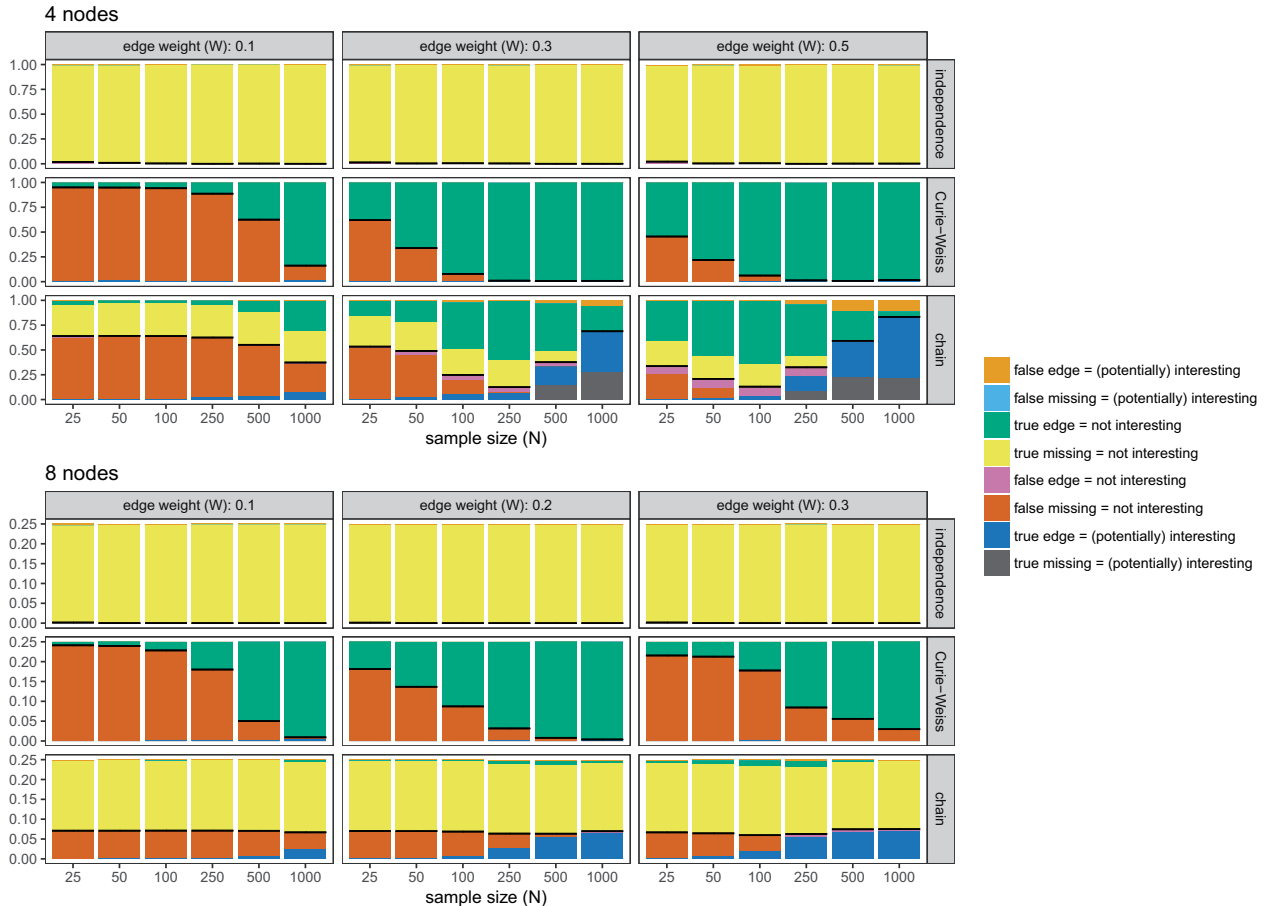 4 nodes
edge weight (W): 0.1
edge weight (W): 0.3
edge weight (W): 0.5
1.00
0.75
0.50
0.25
0.00
independence
1.00
0.75
0.50
0.25
0.00
Curie−Weiss
1.00
0.75
0.50
0.25
0.00
chain
25 50 100 250 500 1000
25 50 100 250 500 1000
25 50 100 250 500 1000
sample size (N)
8 nodes
edge weight (W): 0.1
edge weight (W): 0.2
edge weight (W): 0.3
0.25
0.20
0.15
0.10
0.05
0.00
independence
0.25
0.20
0.15
0.10
0.05
0.00
Curie−Weiss
0.25
0.20
0.15
0.10
0.05
0.00
chain
25 50 100 250 500 1000
25 50 100 250 500 1000
25 50 100 250 500 1000
sample size (N)
false edge = (potentially) interesting
false missing = (potentially) interesting
true edge = not interesting
true missing = not interesting
false edge = not interesting
false missing = not interesting
true edge = (potentially) interesting
true missing = (potentially) interesting